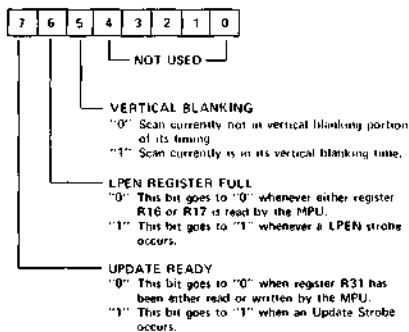 7 6 5 4 3 2 1 0
NOT USED
VERTICAL BLANKING
"0" Scan currently not in vertical blanking portion
of its timing
"1" Scan currently is in its vertical blanking time.
LPEN REGISTER FULL
"0" This bit goes to "0" whenever either register
R16 or R17 is read by the MPU.
"1" This bit goes to "1" whenever a LPEN strobe
occurs.
UPDATE READY
"0" This bit goes to "0" when register R31 has
been either read or written by the MPU.
"1" This bit goes to "1" when an Update Strobe
occurs.